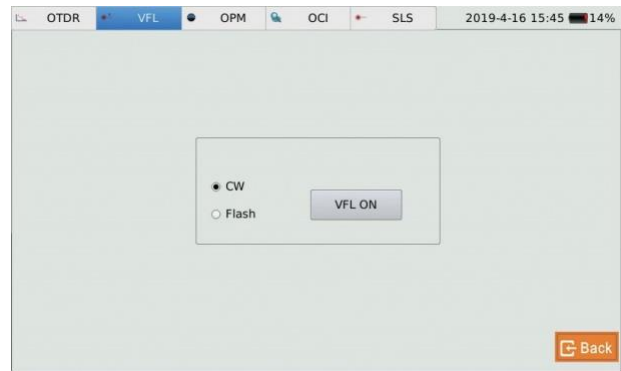 OTDR VFL OPM OCI SLS 2019-4-16 15:45 14%
CW
VFL ON
Flash
Back